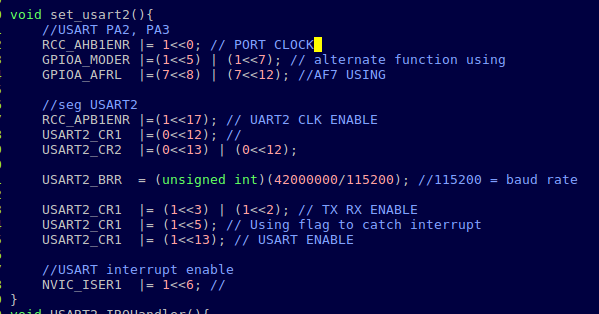 void set_usart2(){
//USART PA2, PA3
RCC_AHB1ENR |= 1<<0; // PORT CLOCK
GPIOA_MODER |=(1<<5) | (1<<7); // alternate function using
GPIOA_AFRL |=(7<<8) | (7<<12); //AF7 USING
//seg USART2
RCC_APB1ENR |=(1<<17); // UART2 CLK ENABLE
USART2_CR1 |=(0<<12); //
USART2_CR2 |=(0<<13) | (0<<12);
USART2_BRR = (unsigned int)(42000000/115200); //115200 = baud rate
USART2_CR1 |= (1<<3) | (1<<2); // TX RX ENABLE
USART2_CR1 |= (1<<5); // Using flag to catch interrupt
USART2_CR1 |= (1<<13); // USART ENABLE
//USART interrupt enable
NVIC_ISER1 |= 1<<6; //
}
void USART2_IRQHandler(){